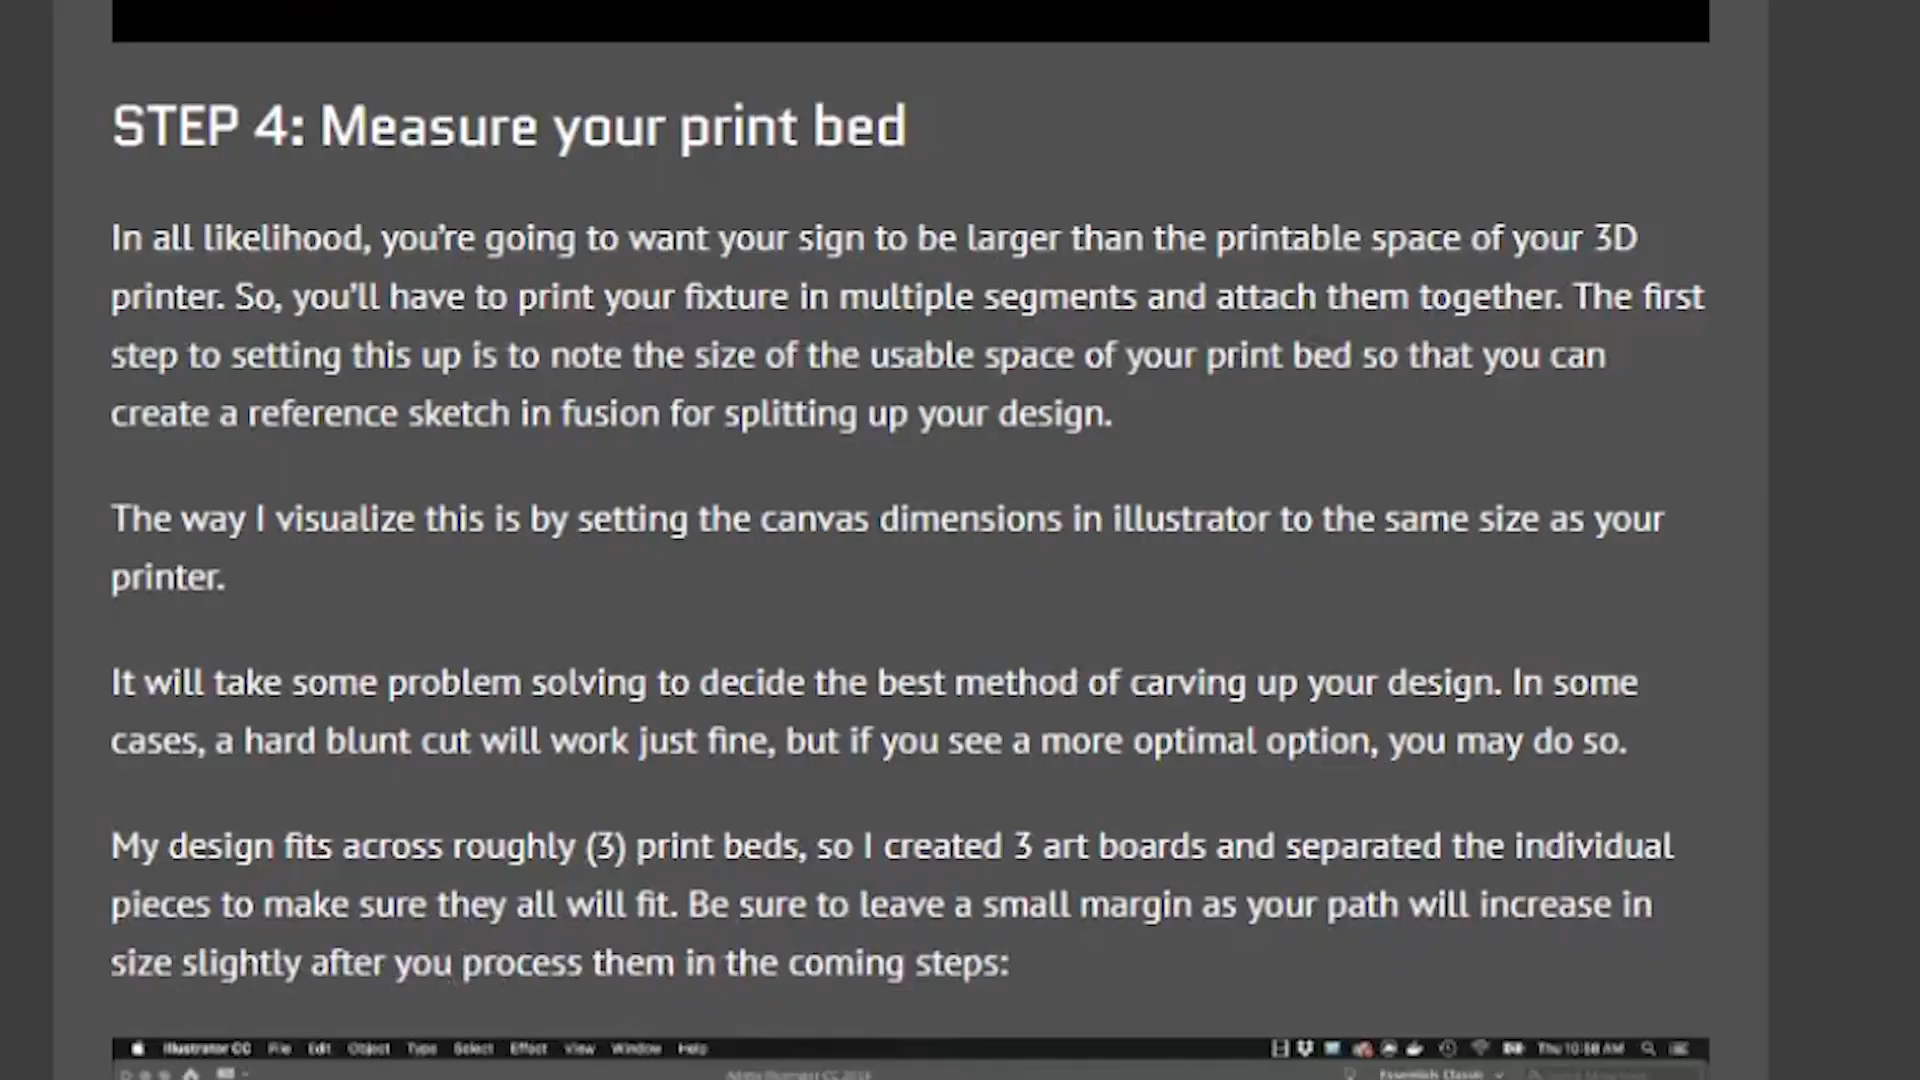 STEP 4: Measure your print bed
In all likelihood, you're going to want your sign to be larger than the printable space of your 3D
printer. So, you'll have to print your fixture in multiple segments and attach them together. The first
step to setting this up is to note the size of the usable space of your print bed so that you can
create a reference sketch in fusion for splitting up your design.
The way I visualize this is by setting the canvas dimensions in illustrator to the same size as your
printer.
It will take some problem solving to decide the best method of carving up your design. In some
cases, a hard blunt cut will work just fine, but if you see a more optimal option, you may do so.
My design fits across roughly (3) print beds, so I created 3 art boards and separated the individual
pieces to make sure they all will fit. Be sure to leave a small margin as your path will increase in
size slightly after you process them in the coming steps:
Illustrator CC File Edit Object Type Select Effect View Window Help
Essentials Classic